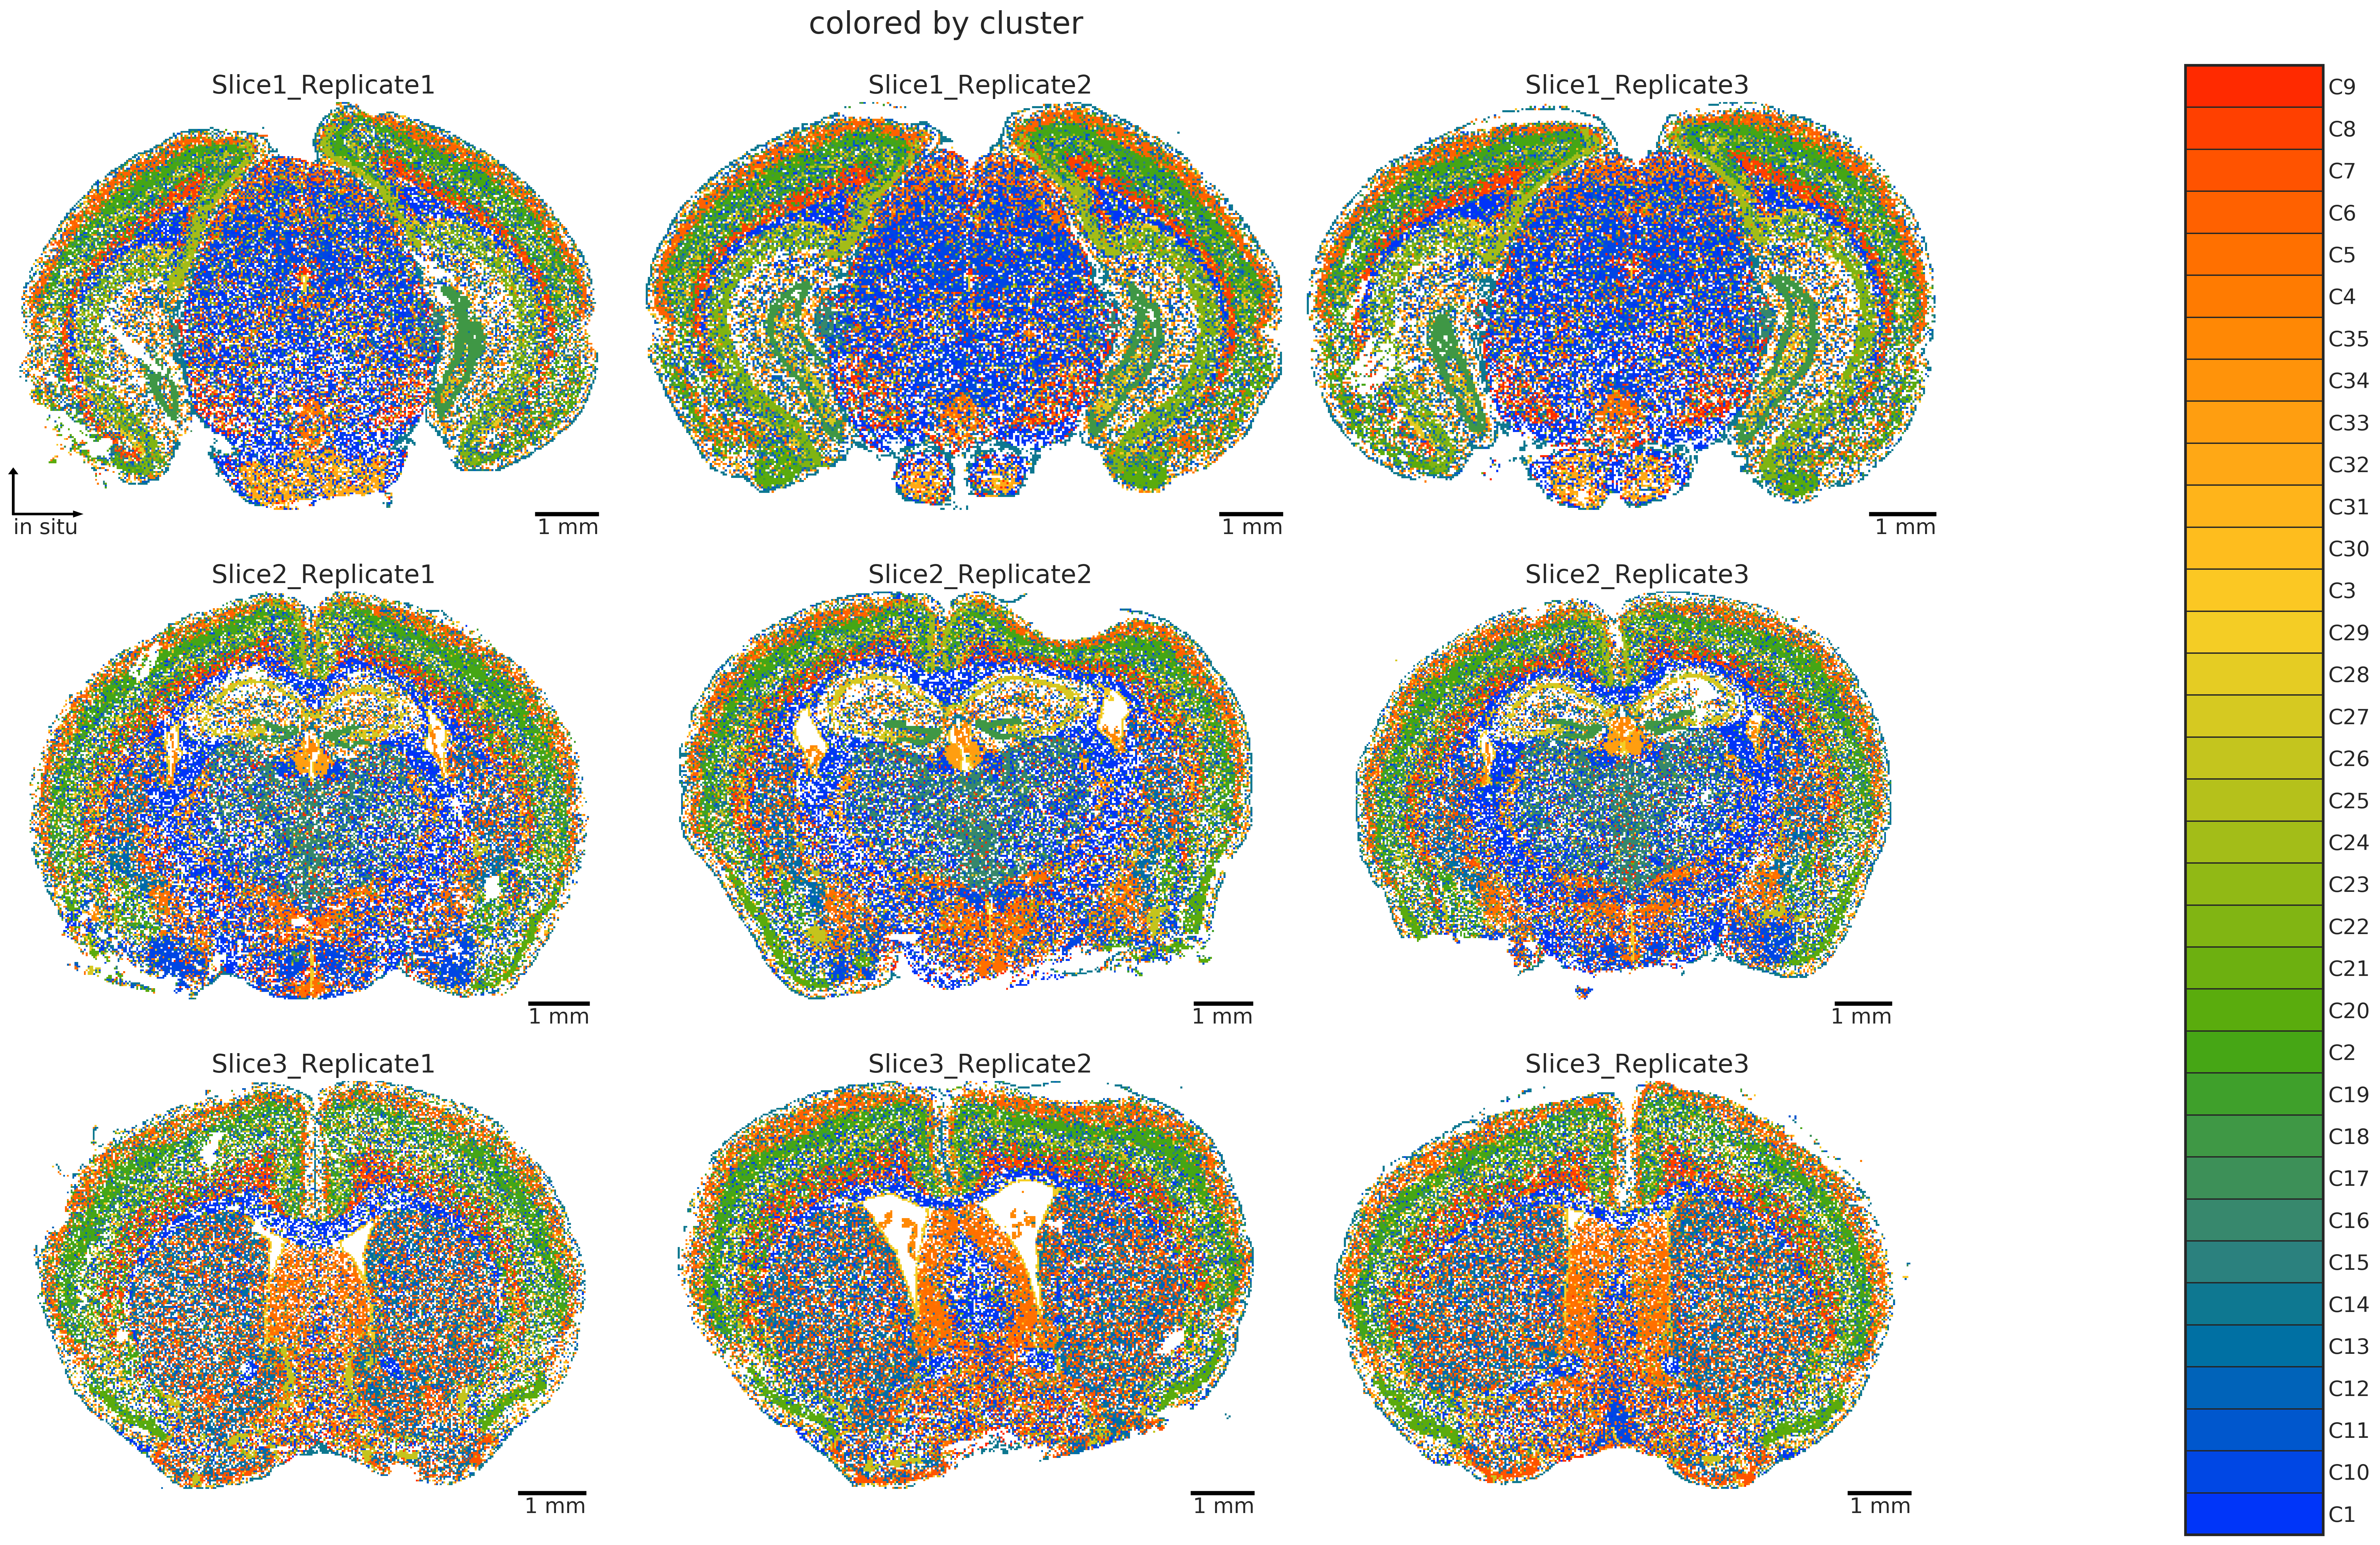 colored by cluster
Slice1_Replicate1
Slice1_Replicate2
Slice1_Replicate3
in situ
1 mm
1 mm
1 mm
Slice2_Replicate1
Slice2_Replicate2
Slice2_Replicate3
1 mm
1 mm
1 mm
Slice3_Replicate1
Slice3_Replicate2
Slice3_Replicate3
1 mm
1 mm
1 mm
C9
C8
C7
C6
C5
C4
C35
C34
C33
C32
C31
C30
C3
C29
C28
C27
C26
C25
C24
C23
C22
C21
C20
C2
C19
C18
C17
C16
C15
C14
C13
C12
C11
C10
C1